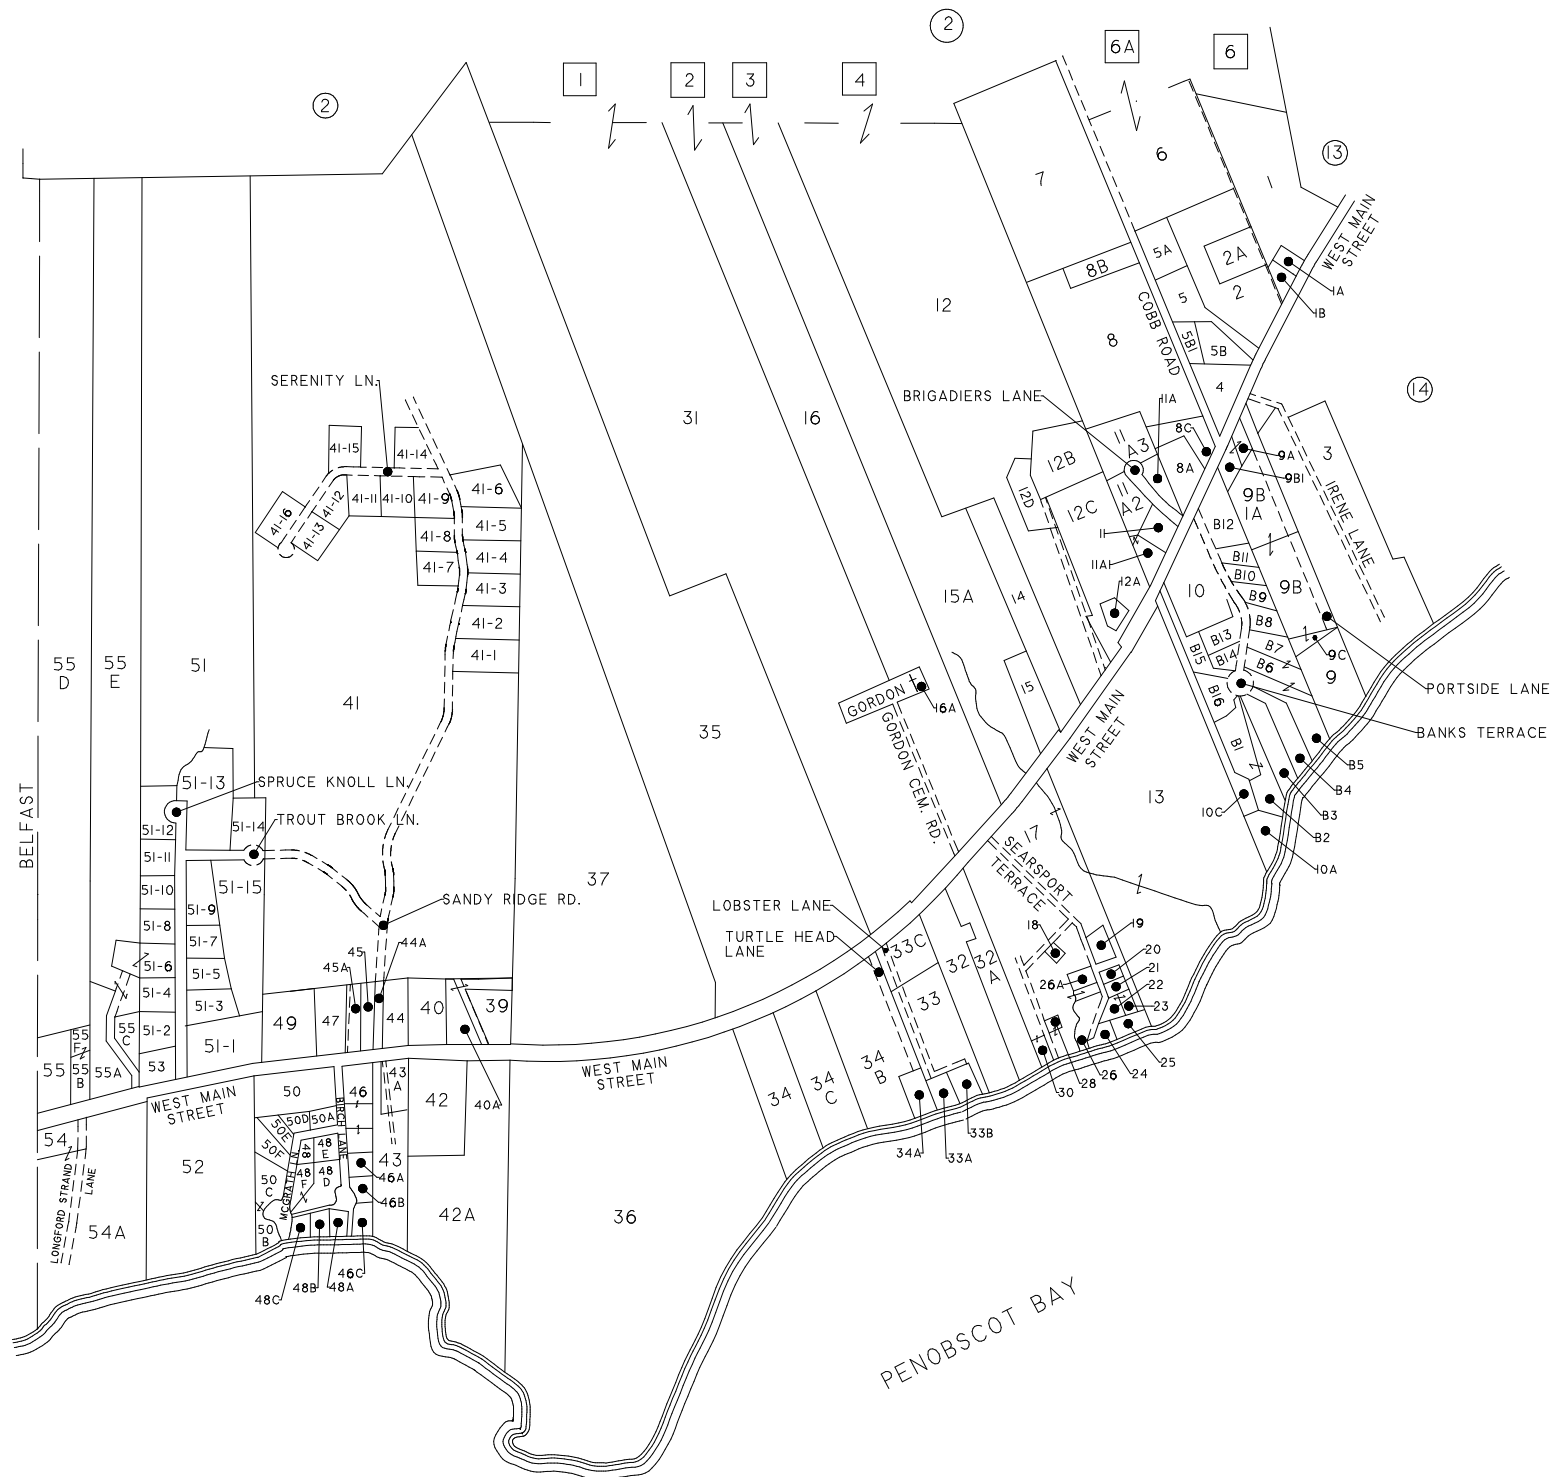 2
6A
6
1
2
3
4
2
13
6
7
1
WEST MAIN
STREET
5A
2A
8B
1A
5
2
1B
12
COBB ROAD
8
5B1
5B
SERENITY LN.
4
14
BRIGADIERS LANE
11A
31
16
8C
41-15
41-14
11
A3
9A
3
12B
8A
9B1
41-6
12D
41-11
41-10
41-9
41-12
11
A2
9B
1A
IRENE LANE
41-16
12C
41-13
41-8
41-5
B12
11
41-7
41-4
B11
11A1
B10
12A
41-3
10
9B
B9
15A
14
41-2
B8
B13
B7
9C
51
41-1
B14
B6
B15
55
D
55
E
9
15
PORTSIDE LANE
GORDON
16A
B16
41
35
GORDON CEM. RD.
WEST MAIN
STREET
BANKS TERRACE
B1
B5
51-13
SPRUCE KNOLL LN.
B4
BELFAST
13
10C
B3
51-14
TROUT BROOK LN.
B2
51-12
17
51-11
10A
SEARSPORT
TERRACE
51-15
37
51-10
SANDY RIDGE RD.
51-9
LOBSTER LANE
51-8
19
TURTLE HEAD
LANE
44A
51-7
33C
18
45
20
45A
51-6
32
32
A
21
51-5
26A
22
51-4
33
23
51-3
40
39
49
47
44
55
C
51-2
55
F
51-1
34
B
25
55
55
B
55A
53
WEST MAIN
STREET
24
26
28
30
43
A
34
C
50
46
WEST MAIN
STREET
34
42
40A
BIRCH LANE
50D
50A
50E
33B
54
50F
48
48
E
33A
34A
52
43
46A
MCGRATH LN
48
F
48
D
50
C
46B
LONGFORD STRAND
LANE
54A
42A
36
50
B
46C
48C
48B
48A
PENOBSCOT BAY